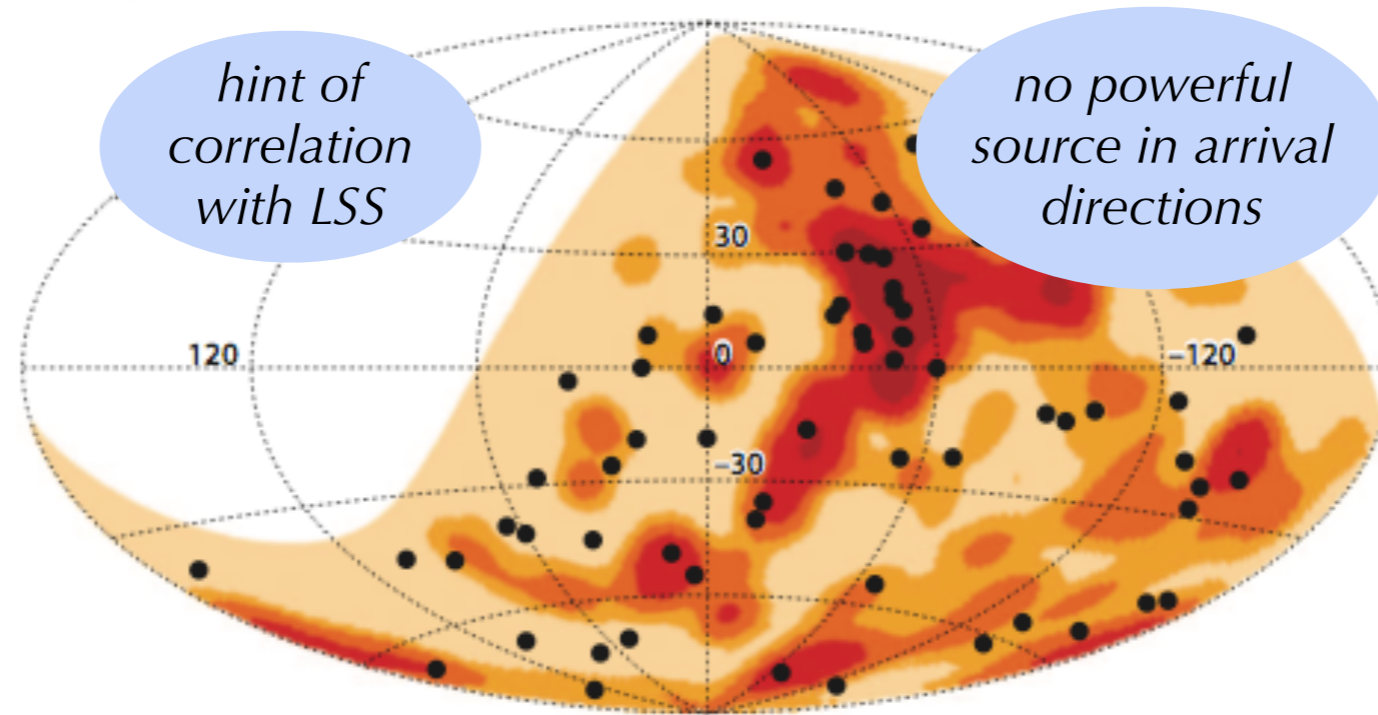 hint of
correlation
with LSS
no powerful
source in arrival
directions
30
120
0
−120
−30